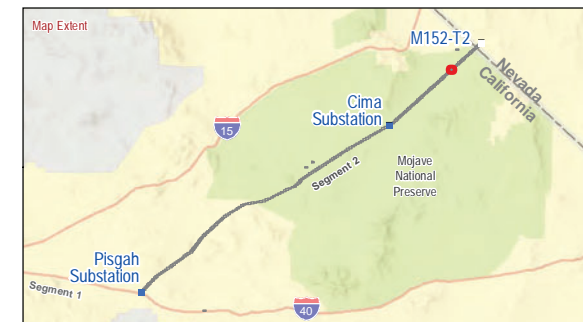 Map Extent
M152-T2
Nevada
California
Cima
Substation
15
Segment 2
Mojave
National
Preserve
Pisgah
Substation
Segment 1
40